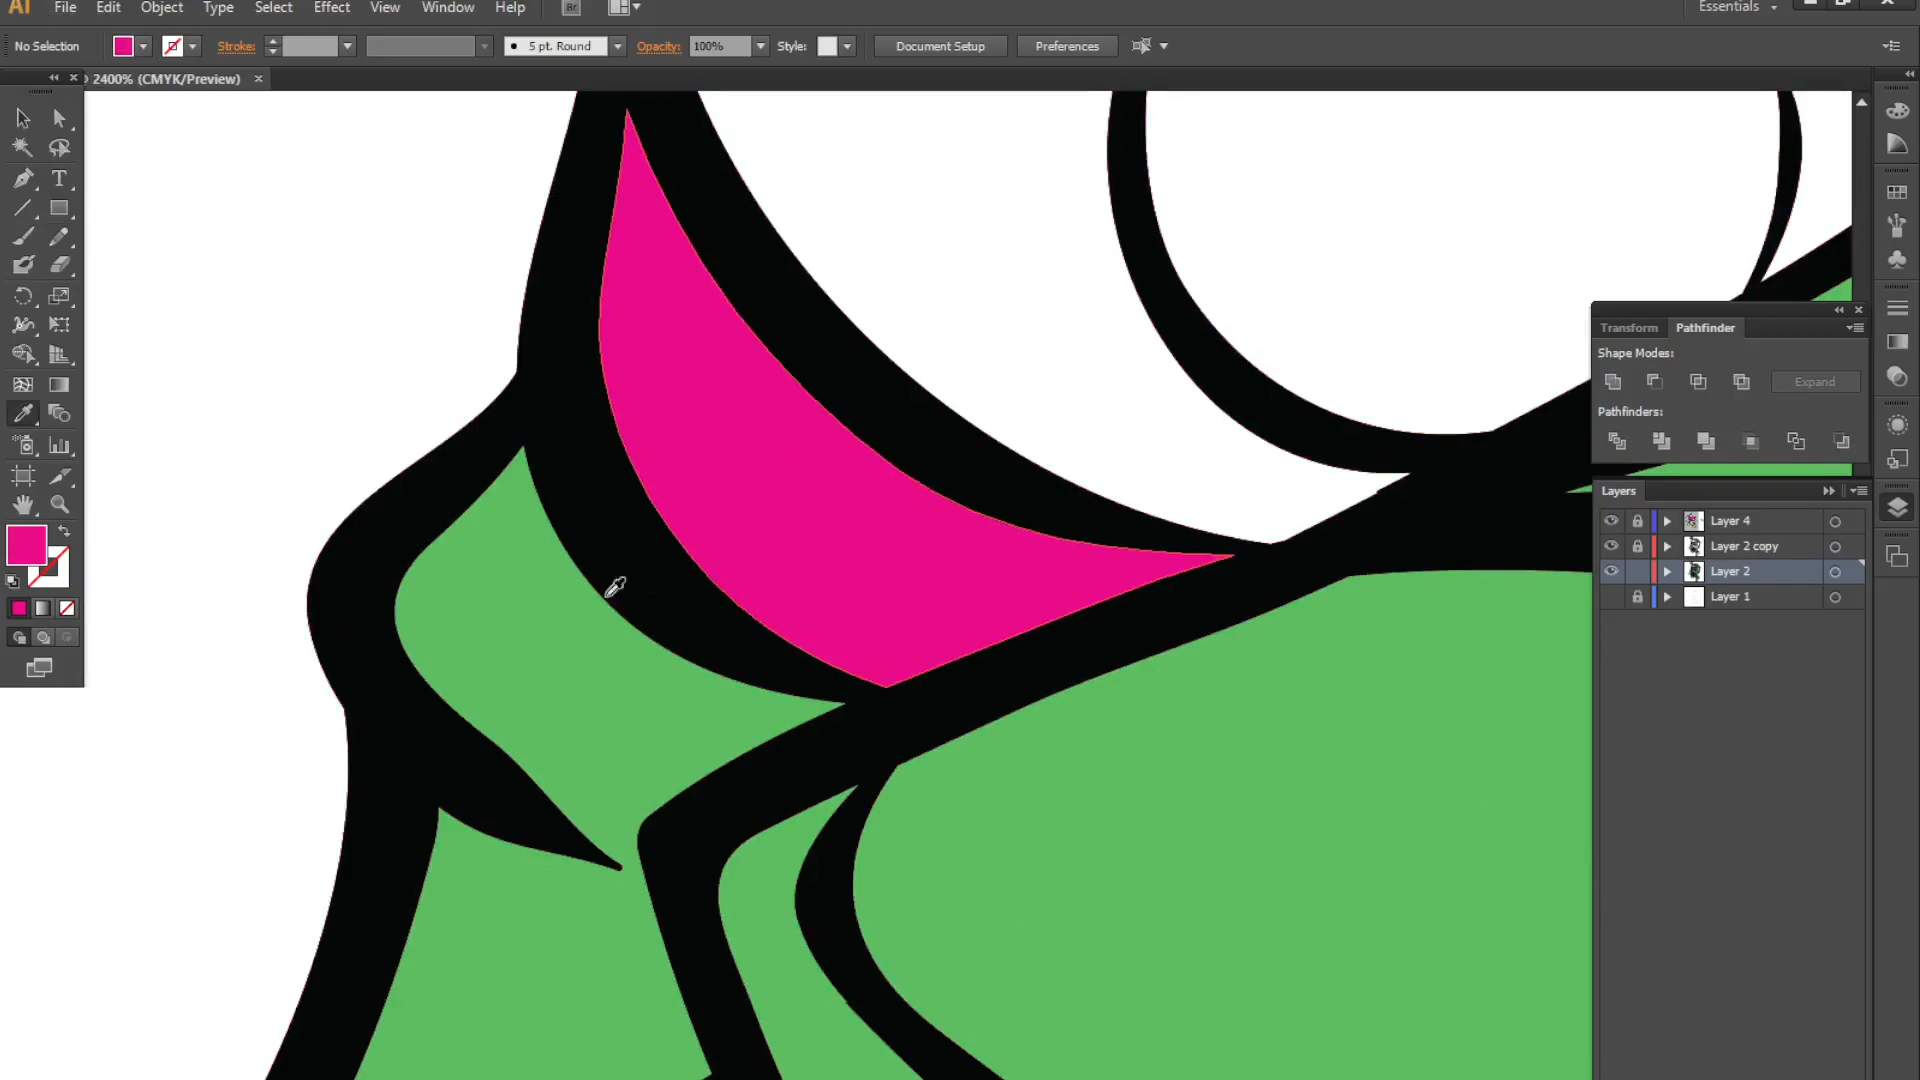 Ai File Edit Object Type Select Effect View Window Help Br Essentials
No Selection Stroke: 5 pt. Round Opacity: 100% Style: Document Setup Preferences
2400% (CMYK/Preview)
T
Transform Pathfinder
Shape Modes:
Expand
Pathfinders:
Layers
Layer 4
Layer 2 copy
Layer 2
Layer 1